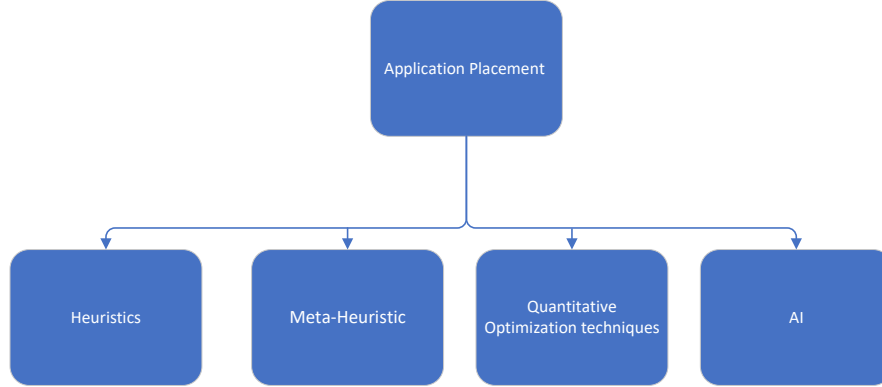 Application Placement
Heuristics
Meta-Heuristic
Quantitative
Optimization techniques
AI